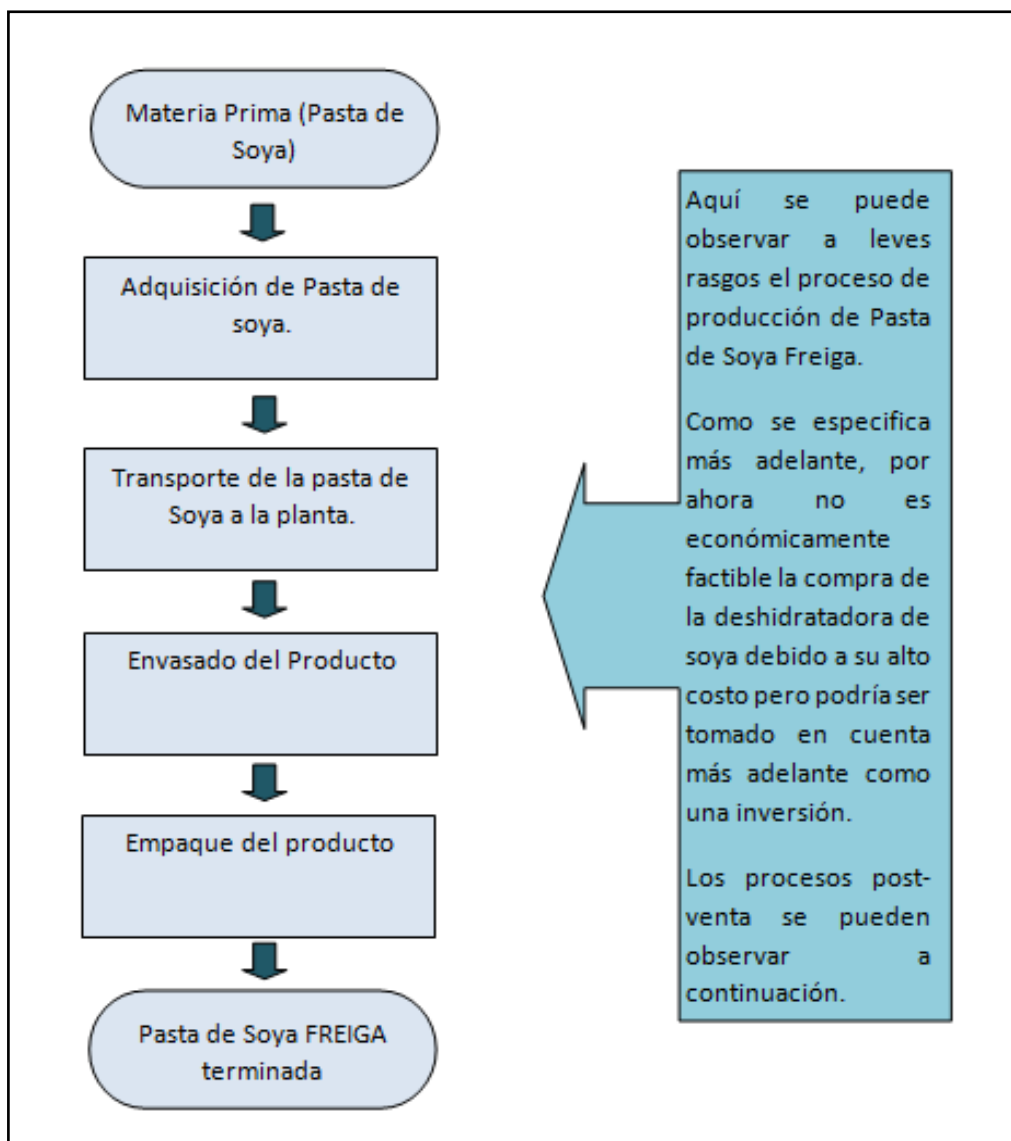 Materia Prima (Pasta de
Soya)
Adquisición de Pasta de
soya.
Transporte de la pasta de
Soya a la planta.
Envasado del Producto
Empaque del producto
Pasta de Soya FREIGA
terminada
Aquí se puede
observar a leves
rasgos el proceso de
producción de Pasta
de Soya Freiga.
Como se especifica
más adelante, por
ahora no es
económicamente
factible la compra de
la deshidratadora de
soya debido a su alto
costo pero podría ser
tomado en cuenta
más adelante como
una inversión.
Los procesos post-
venta se pueden
observar a
continuación.